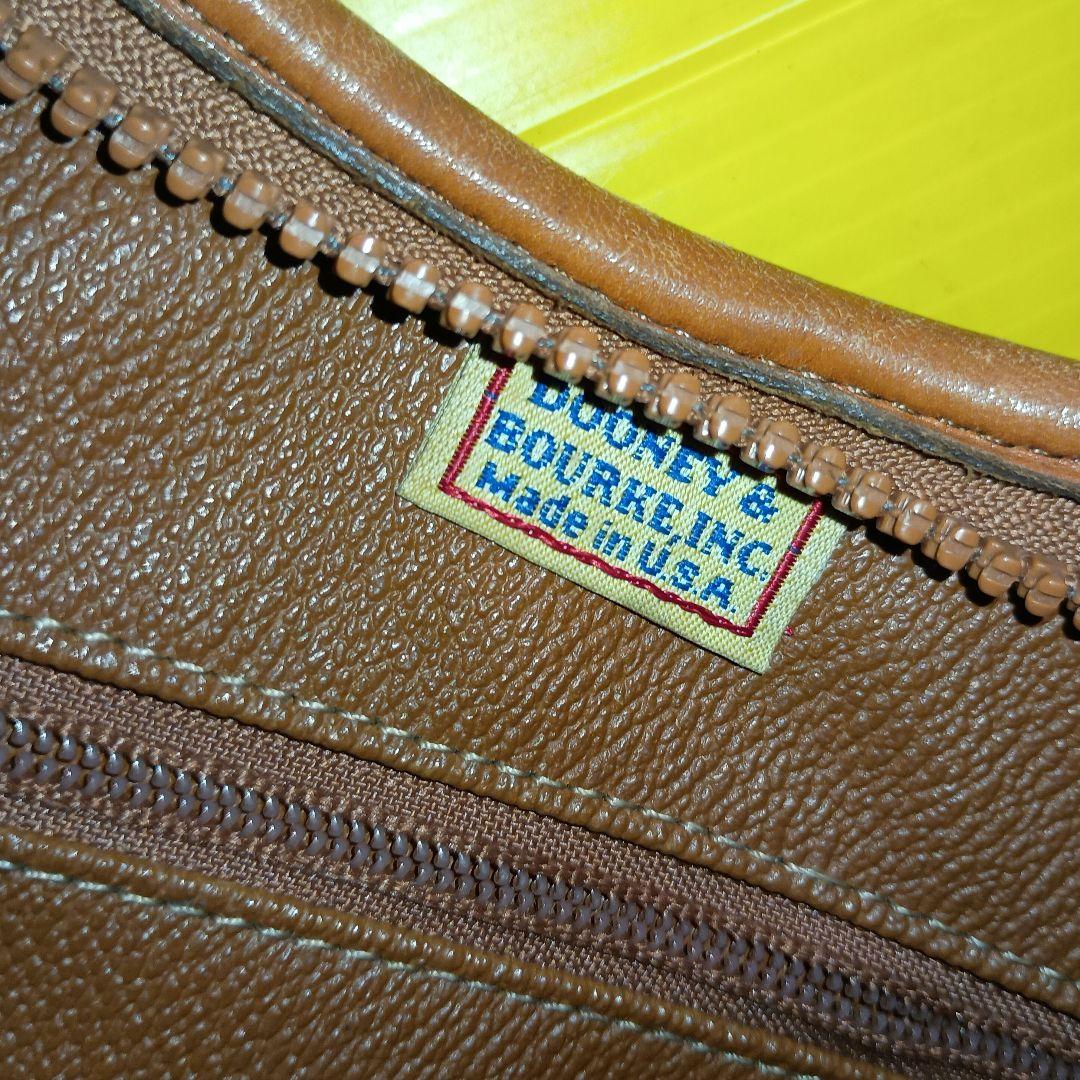 DOONEY &
BOURKE, INC.
Made in U.S.A.